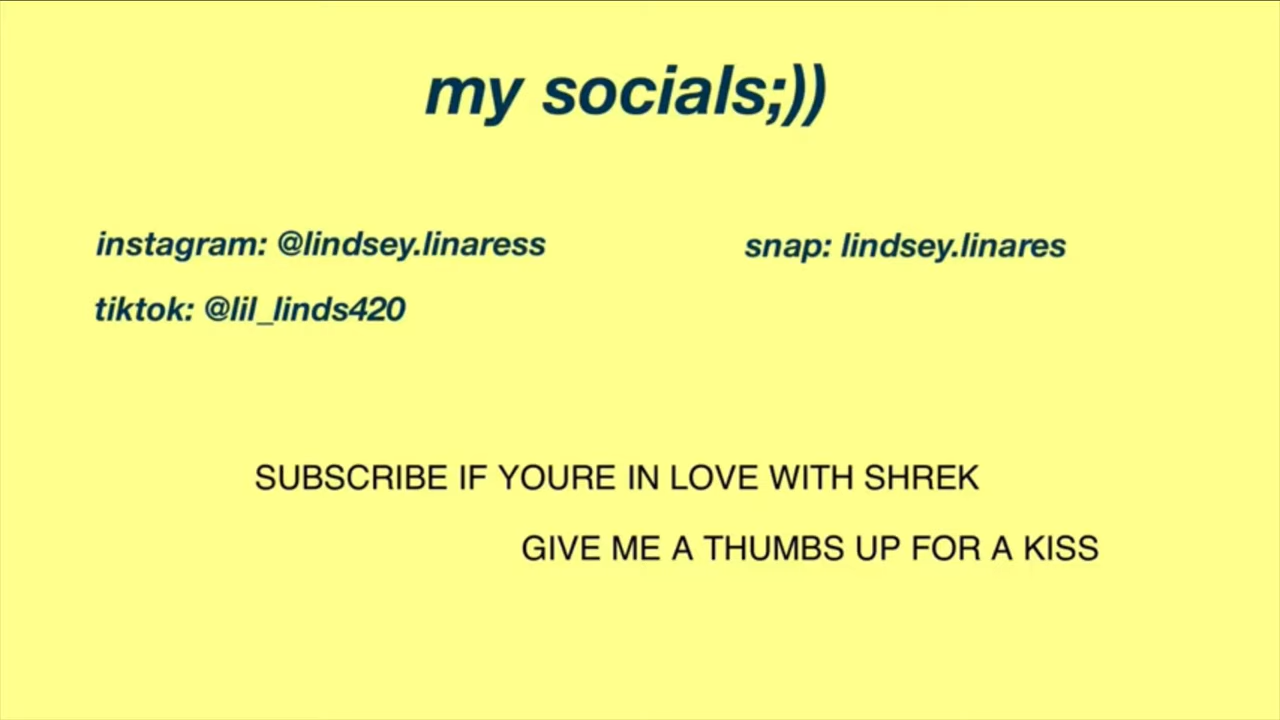 my socials;))
instagram: @lindsey.linaress
snap: lindsey.linares
tiktok: @lil_linds420
SUBSCRIBE IF YOURE IN LOVE WITH SHREK
GIVE ME A THUMBS UP FOR A KISS